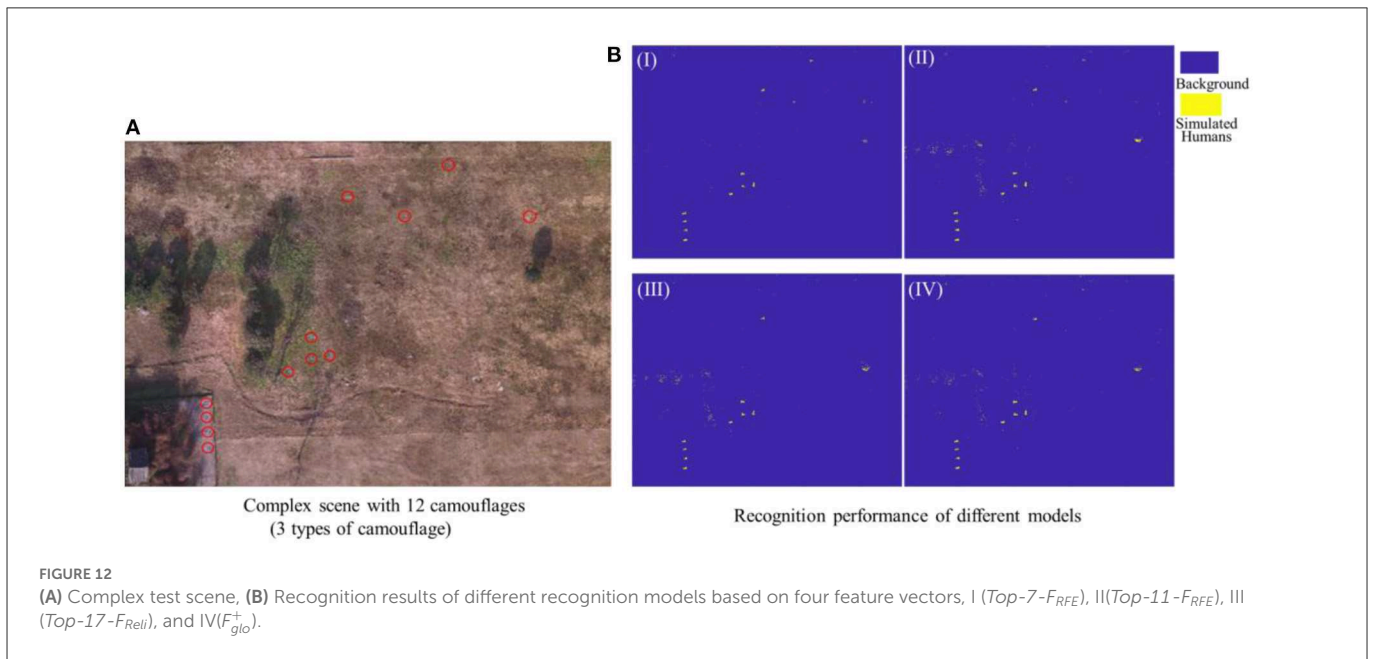 A
Complex scene with 12 camouflages
(3 types of camouflage)
B
(I)
(II)
(III)
(IV)
Background
Simulated
Humans
Recognition performance of different models
FIGURE 12
(A) Complex test scene, (B) Recognition results of different recognition models based on four feature vectors, I (Top-7-F_RFE), II(Top-11-F_RFE), III
(Top-17-F_Reli), and IV(F^+_glo).